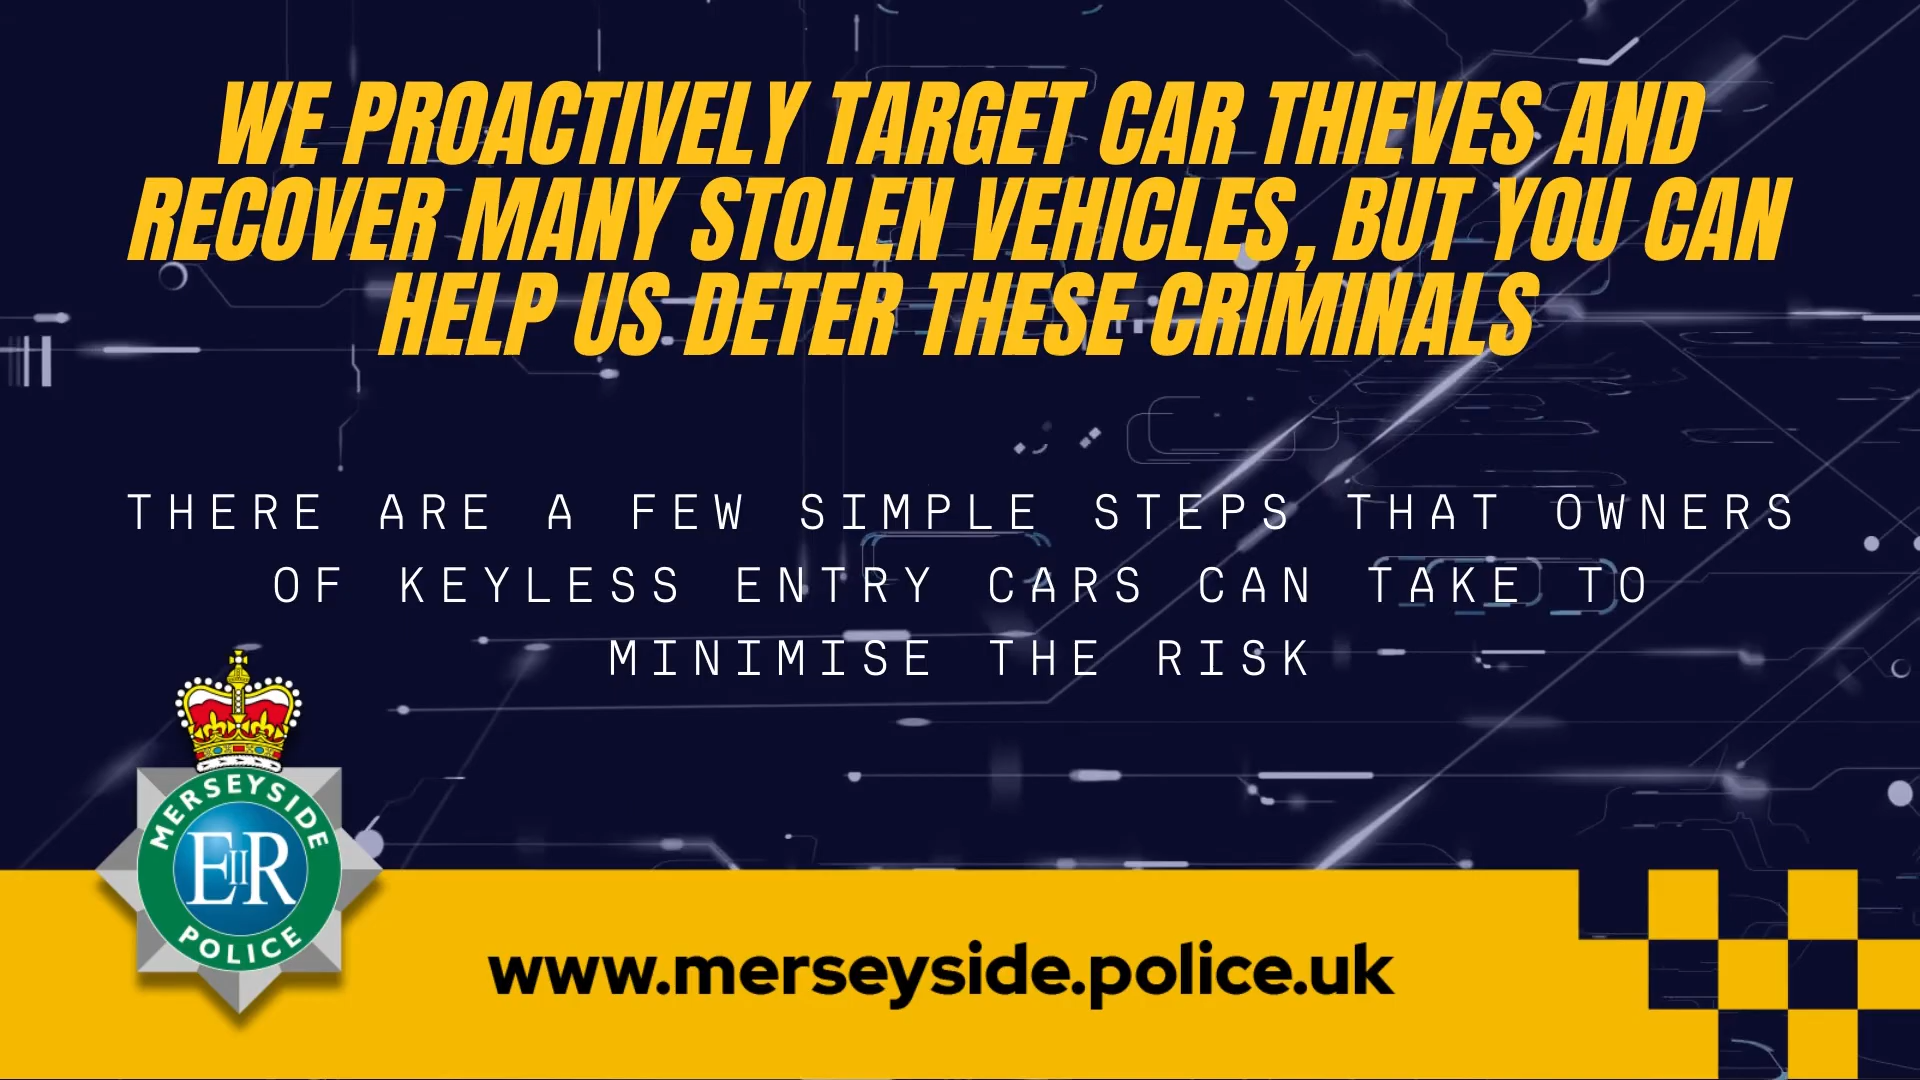 WE PROACTIVELY TARGET CAR THIEVES AND
RECOVER MANY STOLEN VEHICLES, BUT YOU CAN
HELP US DETER THESE CRIMINALS
THERE ARE A FEW SIMPLE STEPS THAT OWNERS
OF KEYLESS ENTRY CARS CAN TAKE TO
MINIMISE THE RISK
MERSEYSIDE
EIIR
POLICE
www.merseyside.police.uk